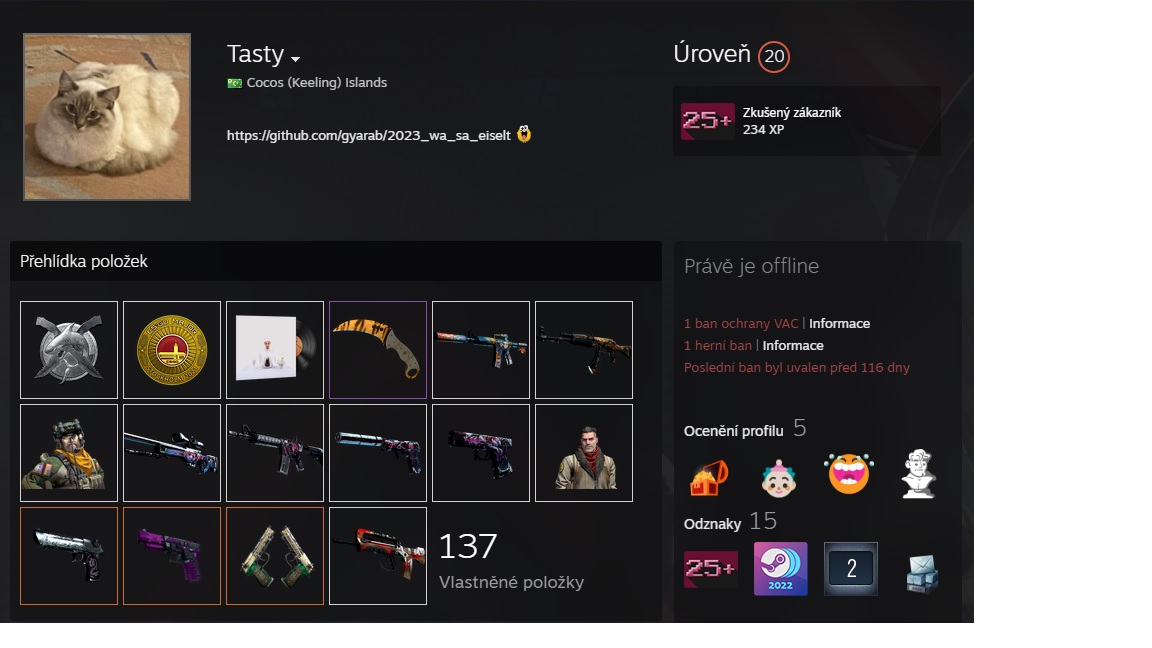 Tasty
Cocos (Keeling) Islands
https://github.com/gyarab/2023_wa_sa_eiselt
Úroveň 20
25+
Zkušený zákazník
234 XP
Přehlídka položek
137
Vlastněné položky
Právě je offline
1 ban ochrany VAC | Informace
1 herní ban | Informace
Poslední ban byl uvalen před 116 dny
Ocenění profilu 5
Odznaky 15
25+
2022
2